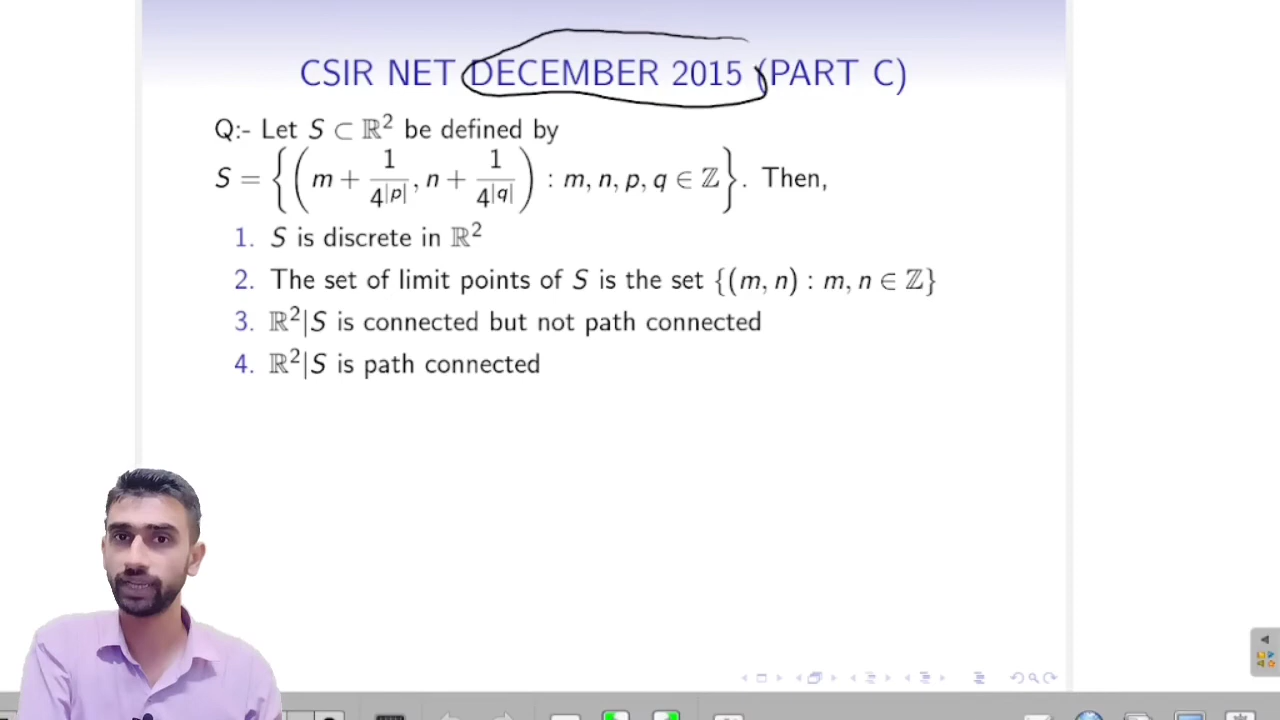 CSIR NET DECEMBER 2015 (PART C)
Q:- Let S ⊂ ℝ² be defined by
S = {(m + 1/4^|p|, n + 1/4^|q|) : m, n, p, q ∈ ℤ}. Then,
1. S is discrete in ℝ²
2. The set of limit points of S is the set {(m, n) : m, n ∈ ℤ}
3. ℝ²|S is connected but not path connected
4. ℝ²|S is path connected